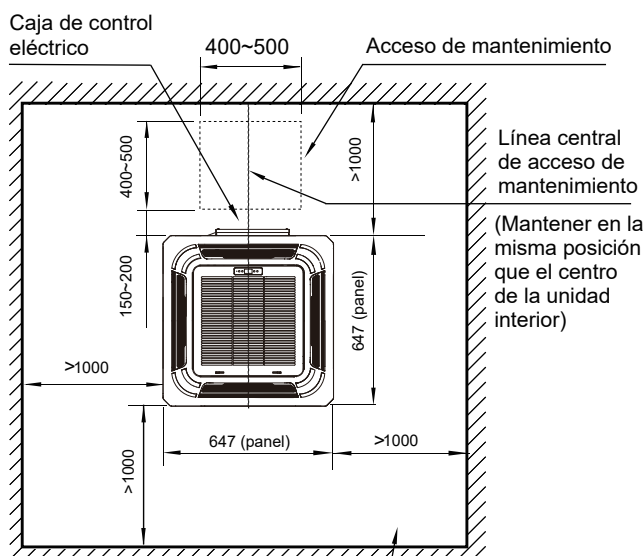 Caja de control
eléctrico
400~500
Acceso de mantenimiento
400~500
>1000
Línea central
de acceso de
mantenimiento
(Mantener en la
misma posición
que el centro
de la unidad
interior)
150~200
647 (panel)
>1000
647 (panel)
>1000
>1000